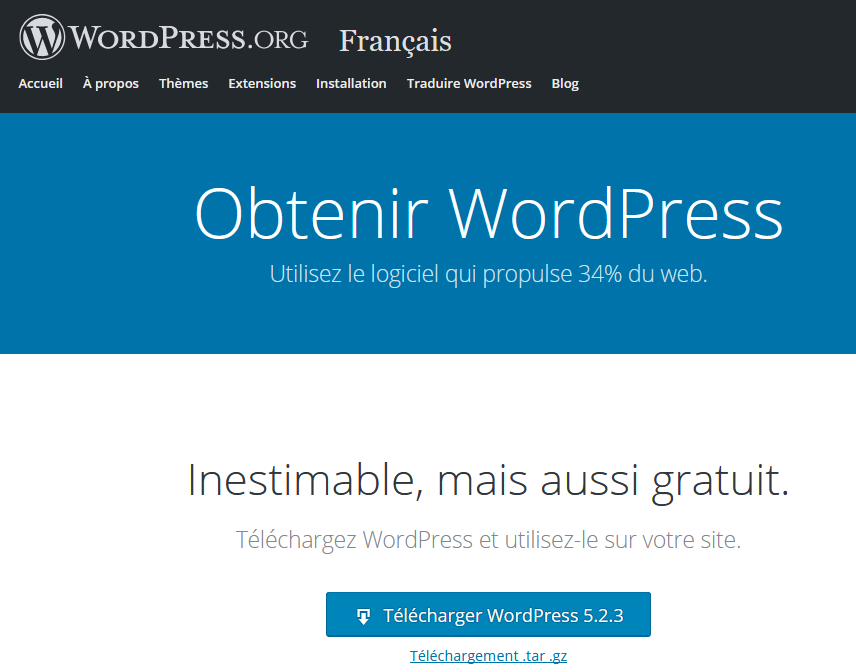 WORDPRESS.ORG Français
Accueil À propos Thèmes Extensions Installation Traduire WordPress Blog
Obtenir WordPress
Utilisez le logiciel qui propulse 34% du web.
Inestimable, mais aussi gratuit.
Téléchargez WordPress et utilisez-le sur votre site.
Télécharger WordPress 5.2.3
Téléchargement .tar .gz